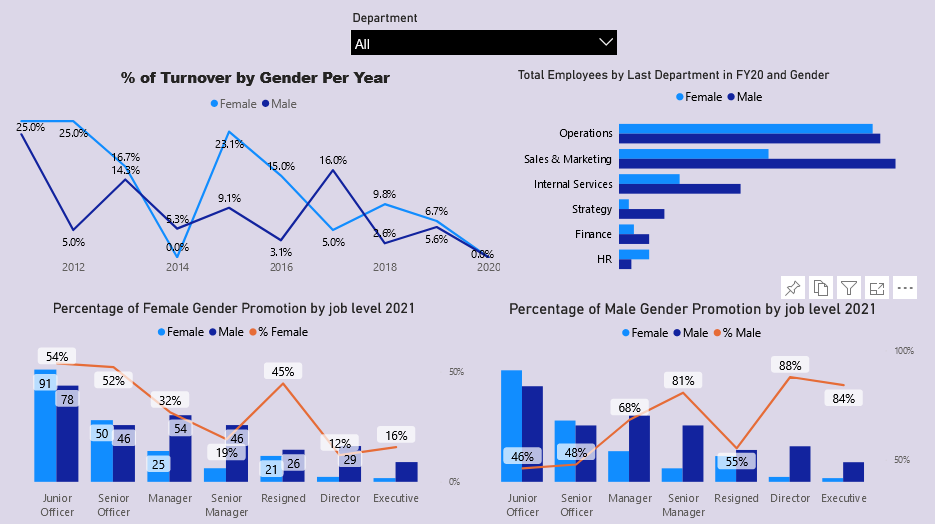 Department
All
% of Turnover by Gender Per Year
Female Male
25.0%
25.0%
5.0%
16.7%
14.3%
5.3%
0.0%
23.1%
9.1%
15.0%
3.1%
16.0%
5.0%
9.8%
2.6%
6.7%
5.6%
0.0%
2012 2014 2016 2018 2020
Total Employees by Last Department in FY20 and Gender
Female Male
Operations
Sales & Marketing
Internal Services
Strategy
Finance
HR
Percentage of Female Gender Promotion by job level 2021
Female Male % Female
54% 52% 32% 19% 45% 12% 16%
91 78 50 46 25 54 46 21 26 29
50%
0%
Junior Officer
Senior Officer
Manager
Senior Manager
Resigned
Director
Executive
Percentage of Male Gender Promotion by job level 2021
Female Male % Male
46% 48% 68% 81% 55% 88% 84%
100%
50%
Junior Officer
Senior Officer
Manager
Senior Manager
Resigned
Director
Executive